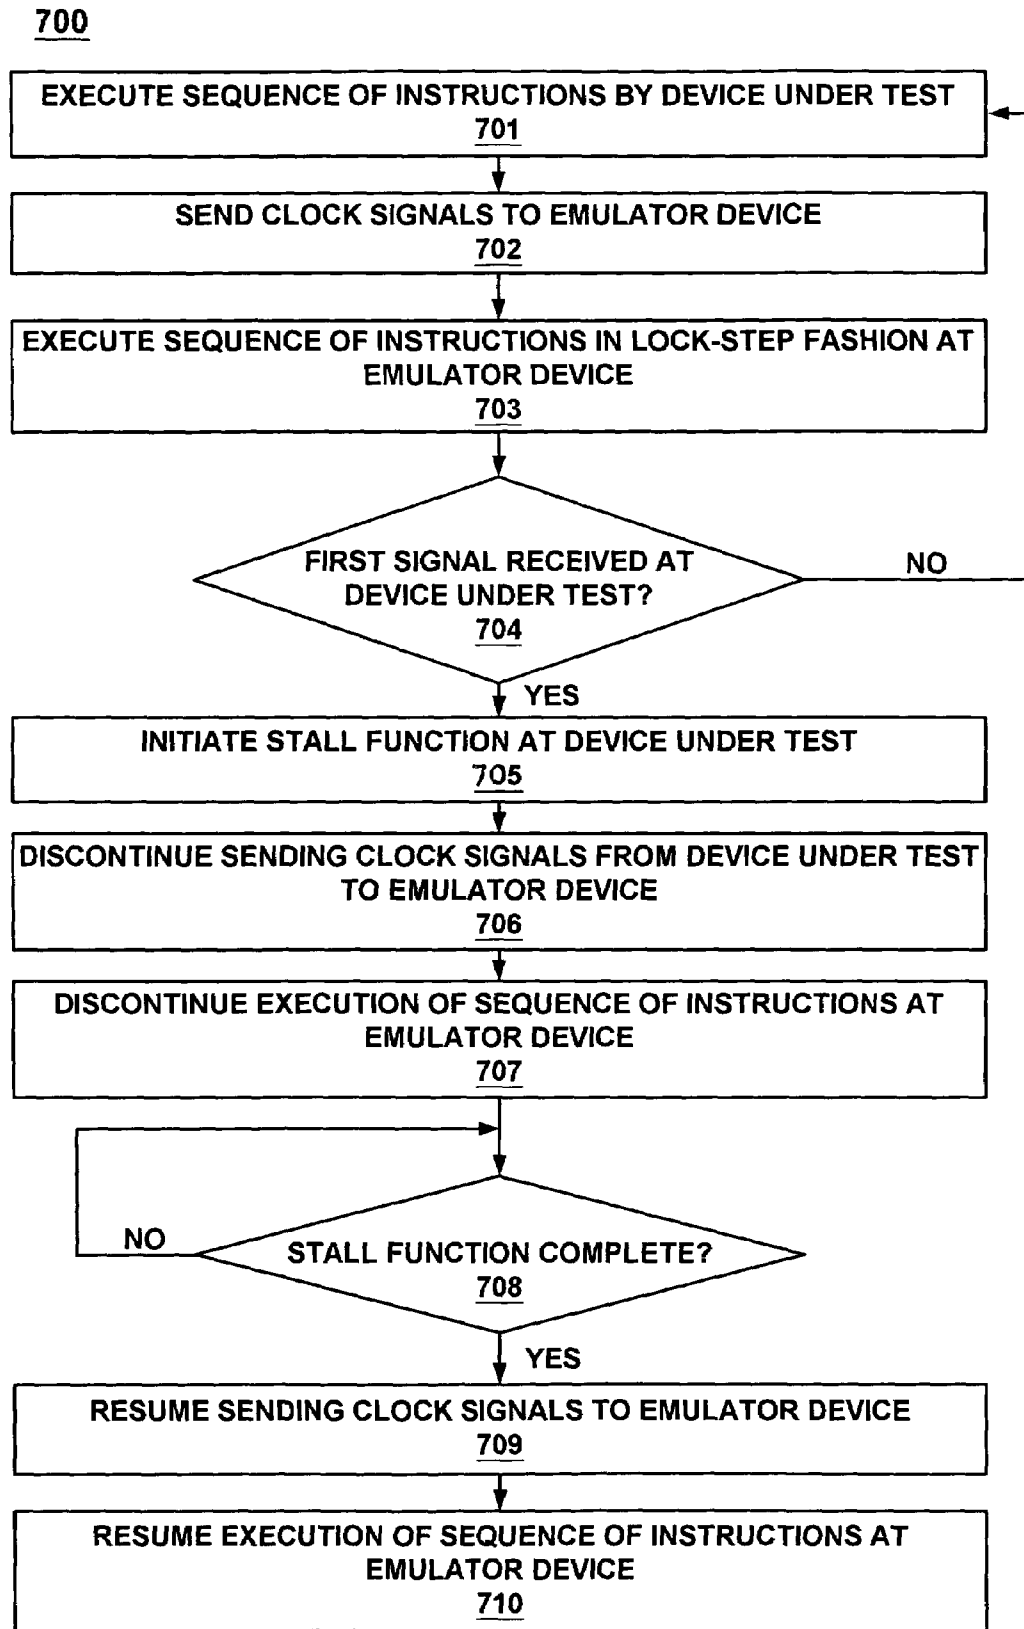 700
EXECUTE SEQUENCE OF INSTRUCTIONS BY DEVICE UNDER TEST
701
SEND CLOCK SIGNALS TO EMULATOR DEVICE
702
EXECUTE SEQUENCE OF INSTRUCTIONS IN LOCK-STEP FASHION AT
EMULATOR DEVICE
703
FIRST SIGNAL RECEIVED AT
DEVICE UNDER TEST?
704
NO
YES
INITIATE STALL FUNCTION AT DEVICE UNDER TEST
705
DISCONTINUE SENDING CLOCK SIGNALS FROM DEVICE UNDER TEST
TO EMULATOR DEVICE
706
DISCONTINUE EXECUTION OF SEQUENCE OF INSTRUCTIONS AT
EMULATOR DEVICE
707
NO
STALL FUNCTION COMPLETE?
708
YES
RESUME SENDING CLOCK SIGNALS TO EMULATOR DEVICE
709
RESUME EXECUTION OF SEQUENCE OF INSTRUCTIONS AT
EMULATOR DEVICE
710